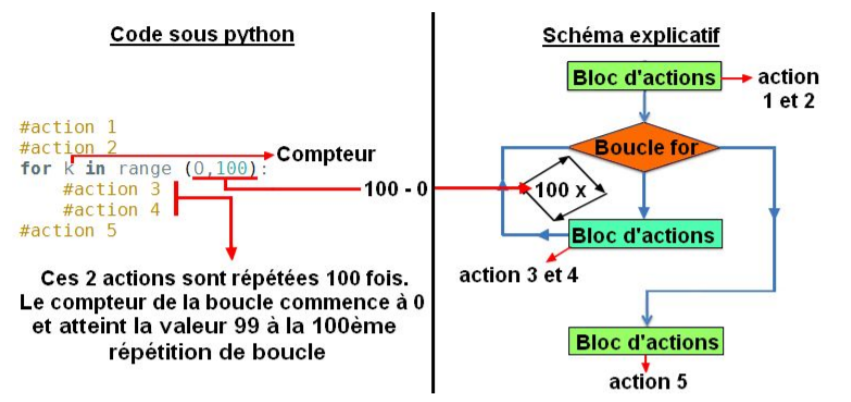 Code sous python
#action 1
#action 2
for k in range (0,100):
#action 3
#action 4
#action 5
Compteur
100 - 0
Ces 2 actions sont répétées 100 fois.
Le compteur de la boucle commence à 0
et atteint la valeur 99 à la 100ème
répétition de boucle
Schéma explicatif
Bloc d'actions
action
1 et 2
Boucle for
100 x
Bloc d'actions
action 3 et 4
Bloc d'actions
action 5